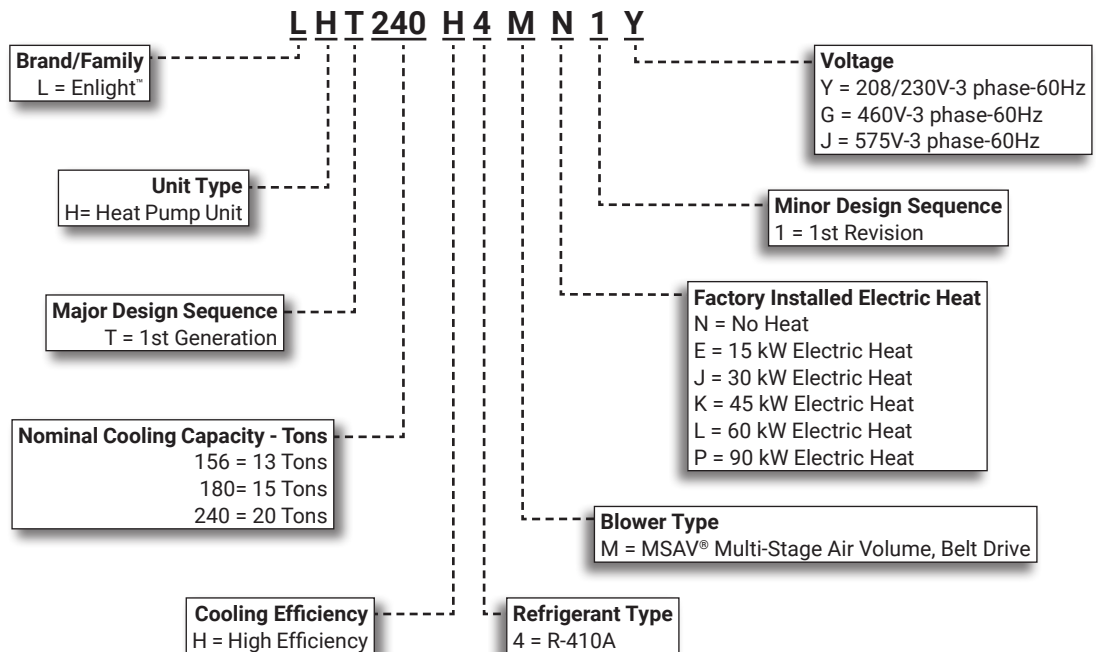 L H T 240 H 4 M N 1 Y
Brand/Family
L = Enlight™
Voltage
Y = 208/230V-3 phase-60Hz
G = 460V-3 phase-60Hz
J = 575V-3 phase-60Hz
Unit Type
H= Heat Pump Unit
Minor Design Sequence
1 = 1st Revision
Major Design Sequence
T = 1st Generation
Factory Installed Electric Heat
N = No Heat
E = 15 kW Electric Heat
J = 30 kW Electric Heat
K = 45 kW Electric Heat
L = 60 kW Electric Heat
P = 90 kW Electric Heat
Nominal Cooling Capacity - Tons
156 = 13 Tons
180= 15 Tons
240 = 20 Tons
Blower Type
M = MSAV® Multi-Stage Air Volume, Belt Drive
Cooling Efficiency
H = High Efficiency
Refrigerant Type
4 = R-410A